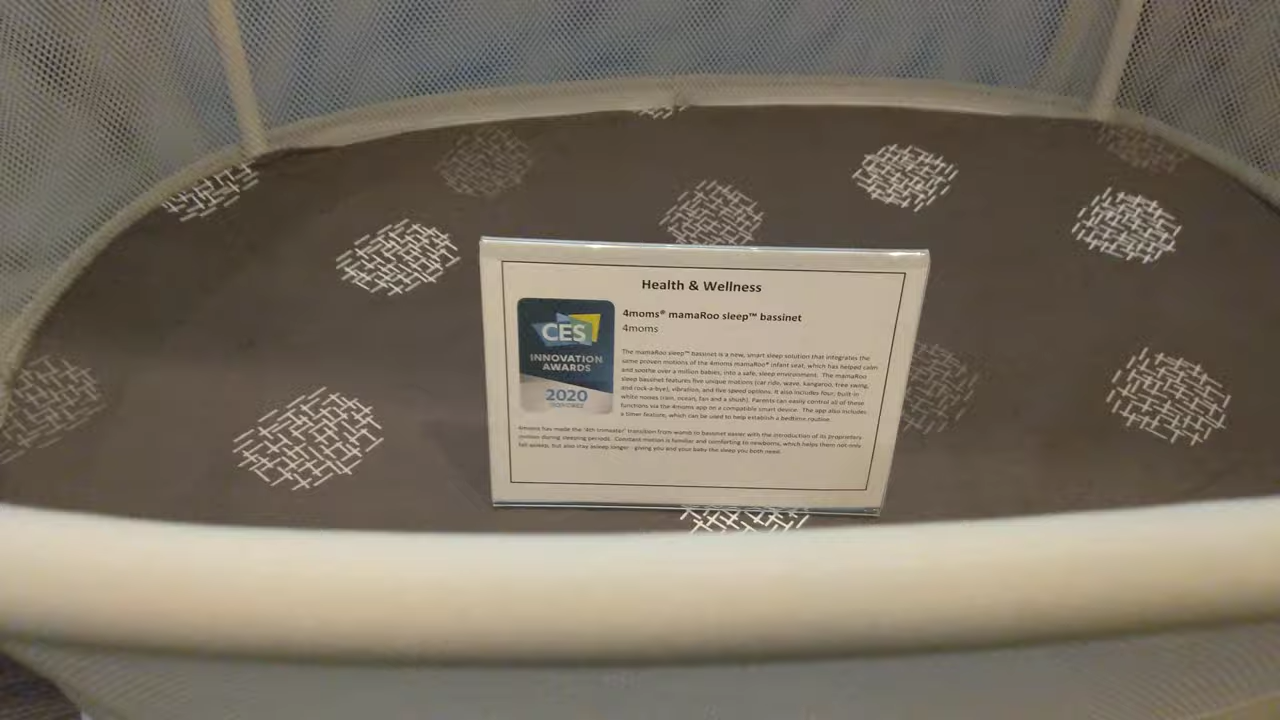 Health & Wellness
CES
INNOVATION
AWARDS
2020
HONOREE
4moms® mamaRoo sleep™ bassinet
4moms
The mamaRoo sleep™ bassinet is a new, smart sleep solution that integrates the
same proven motions of the 4moms mamaRoo® infant seat, which has helped calm
and soothe over a million babies, into a safe, sleep environment. The mamaRoo
sleep bassinet features five unique motions (car ride, wave, kangaroo, tree swing,
and rock-a-bye), vibration, and five speed options. It also includes four, built-in
white noises (rain, ocean, fan and a shush). Parents can easily control all of these
functions via the 4moms app on a compatible smart device. The app also includes
a timer feature, which can be used to help establish a bedtime routine.
4moms has made the '4th trimester' transition from womb to bassinet easier with the introduction of its proprietary
motion during sleeping periods. Constant motion is familiar and comforting to newborns, which helps them not only
fall asleep, but also stay asleep longer - giving you and your baby the sleep you both need.